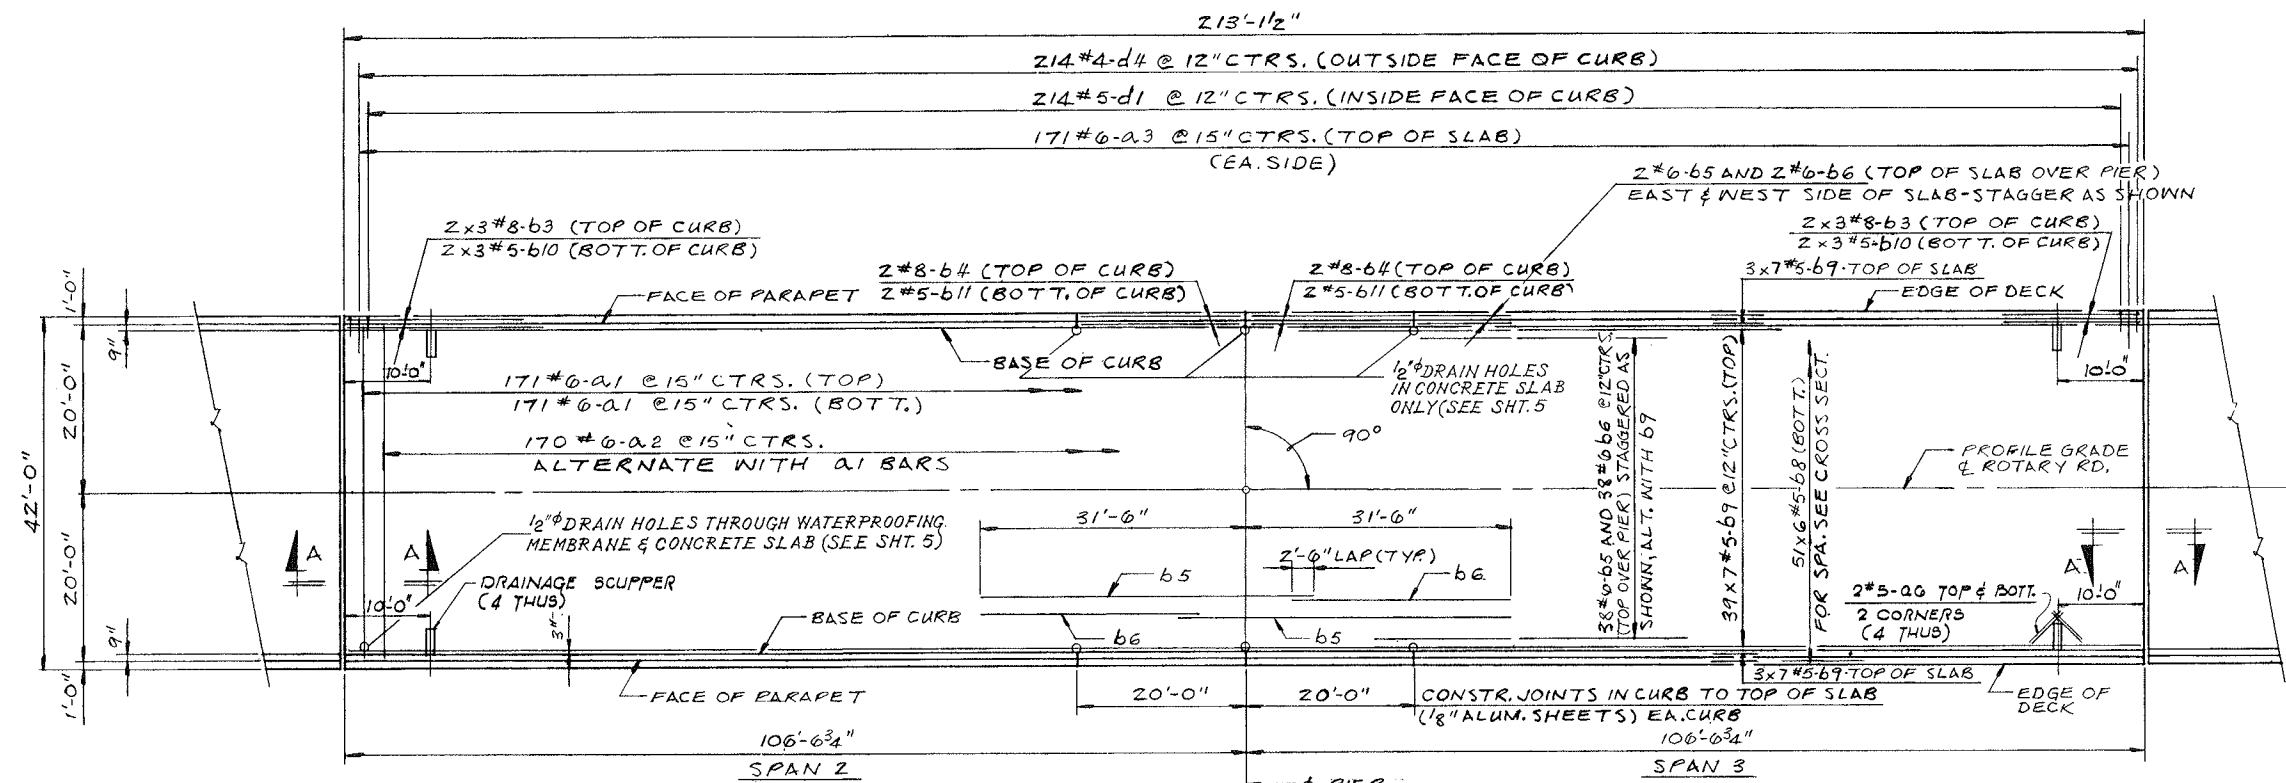 213'-1½"
214 #4-d4 @ 12" CTRS. (OUTSIDE FACE OF CURB)
214 #5-d1 @ 12" CTRS. (INSIDE FACE OF CURB)
171 #6-a3 @ 15" CTRS. (TOP OF SLAB)
(EA. SIDE)
2 #6-b5 AND 2 #6-b6 (TOP OF SLAB OVER PIER)
EAST & WEST SIDE OF SLAB-STAGGER AS SHOWN
2x3 #8-b3 (TOP OF CURB)
2x3 #5-b10 (BOTT. OF CURB)
2x3 #8-b3 (TOP OF CURB)
2x3 #5-b10 (BOTT. OF CURB)
2 #8-b4 (TOP OF CURB)
2 #5-b11 (BOTT. OF CURB)
2 #8-b4 (TOP OF CURB)
2 #5-b11 (BOTT. OF CURB)
3x7 #5-b9-TOP OF SLAB
FACE OF PARAPET
EDGE OF DECK
1'-0"
9"
20'-0"
42'-0"
20'-0"
9"
1'-0"
10'-0"
BASE OF CURB
½"φ DRAIN HOLES
IN CONCRETE SLAB
ONLY (SEE SHT. 5
10'-0"
171 #6-a1 @ 15" CTRS. (TOP)
171 #6-a1 @ 15" CTRS. (BOTT.)
170 #6-a2 @ 15" CTRS.
ALTERNATE WITH a1 BARS
90°
38 #6-b5 AND 38 #6-b6 @ 12" CTRS.
(TOP OVER PIER) STAGGERED AS
SHOWN, ALT. WITH b9
39x7 #5-b9 @ 12" CTRS. (TOP)
51x6 #5-b8 (BOTT.)
FOR SPA. SEE CROSS SECT.
PROFILE GRADE
℄ ROTARY RD.
½"φ DRAIN HOLES THROUGH WATERPROOFING
MEMBRANE & CONCRETE SLAB (SEE SHT. 5)
31'-6"
31'-6"
2'-6" LAP (TYP.)
A
A
A
A
DRAINAGE SCUPPER
(4 THUS)
b5
b6
10'-0"
3"
BASE OF CURB
b6
b5
2 #5-a6 TOP & BOTT.
2 CORNERS
(4 THUS)
10'-0"
FACE OF PARAPET
20'-0"
20'-0"
CONSTR. JOINTS IN CURB TO TOP OF SLAB
(⅛" ALUM. SHEETS) EA. CURB
3x7 #5-b9-TOP OF SLAB
EDGE OF
DECK
106'-6¾"
106'-6¾"
SPAN 2
SPAN 3